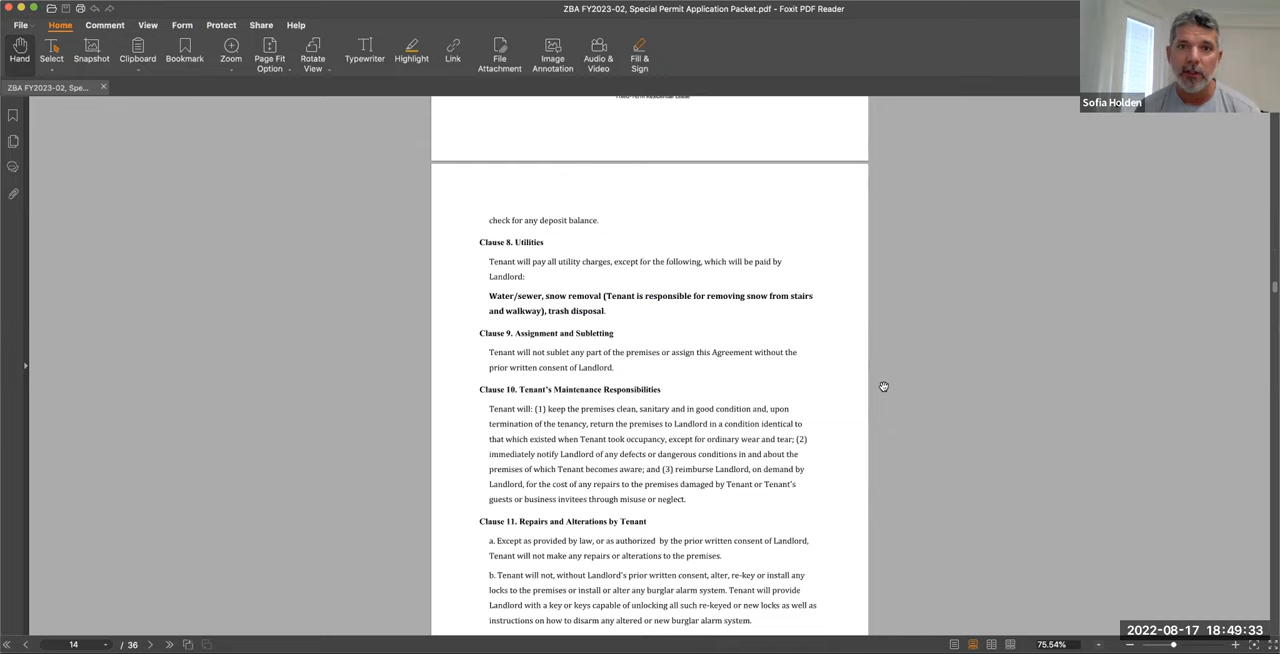 ZBA FY2023-02, Special Permit Application Packet.pdf - Foxit PDF Reader
File Home Comment View Form Protect Share Help
Hand Select Snapshot Clipboard Bookmark Zoom Page Fit Option Rotate View Typewriter Highlight Link File Attachment Image Annotation Audio & Video Fill & Sign
ZBA FY2023-02, Spe...
Sofia Holden
Fixed-Term Residential Lease
check for any deposit balance.
Clause 8. Utilities
Tenant will pay all utility charges, except for the following, which will be paid by
Landlord:
Water/sewer, snow removal (Tenant is responsible for removing snow from stairs
and walkway), trash disposal.
Clause 9. Assignment and Subletting
Tenant will not sublet any part of the premises or assign this Agreement without the
prior written consent of Landlord.
Clause 10. Tenant's Maintenance Responsibilities
Tenant will: (1) keep the premises clean, sanitary and in good condition and, upon
termination of the tenancy, return the premises to Landlord in a condition identical to
that which existed when Tenant took occupancy, except for ordinary wear and tear; (2)
immediately notify Landlord of any defects or dangerous conditions in and about the
premises of which Tenant becomes aware; and (3) reimburse Landlord, on demand by
Landlord, for the cost of any repairs to the premises damaged by Tenant or Tenant's
guests or business invitees through misuse or neglect.
Clause 11. Repairs and Alterations by Tenant
a. Except as provided by law, or as authorized by the prior written consent of Landlord,
Tenant will not make any repairs or alterations to the premises.
b. Tenant will not, without Landlord's prior written consent, alter, re-key or install any
locks to the premises or install or alter any burglar alarm system. Tenant will provide
Landlord with a key or keys capable of unlocking all such re-keyed or new locks as well as
instructions on how to disarm any altered or new burglar alarm system.
2022-08-17 18:49:33
14 / 36
75.54%